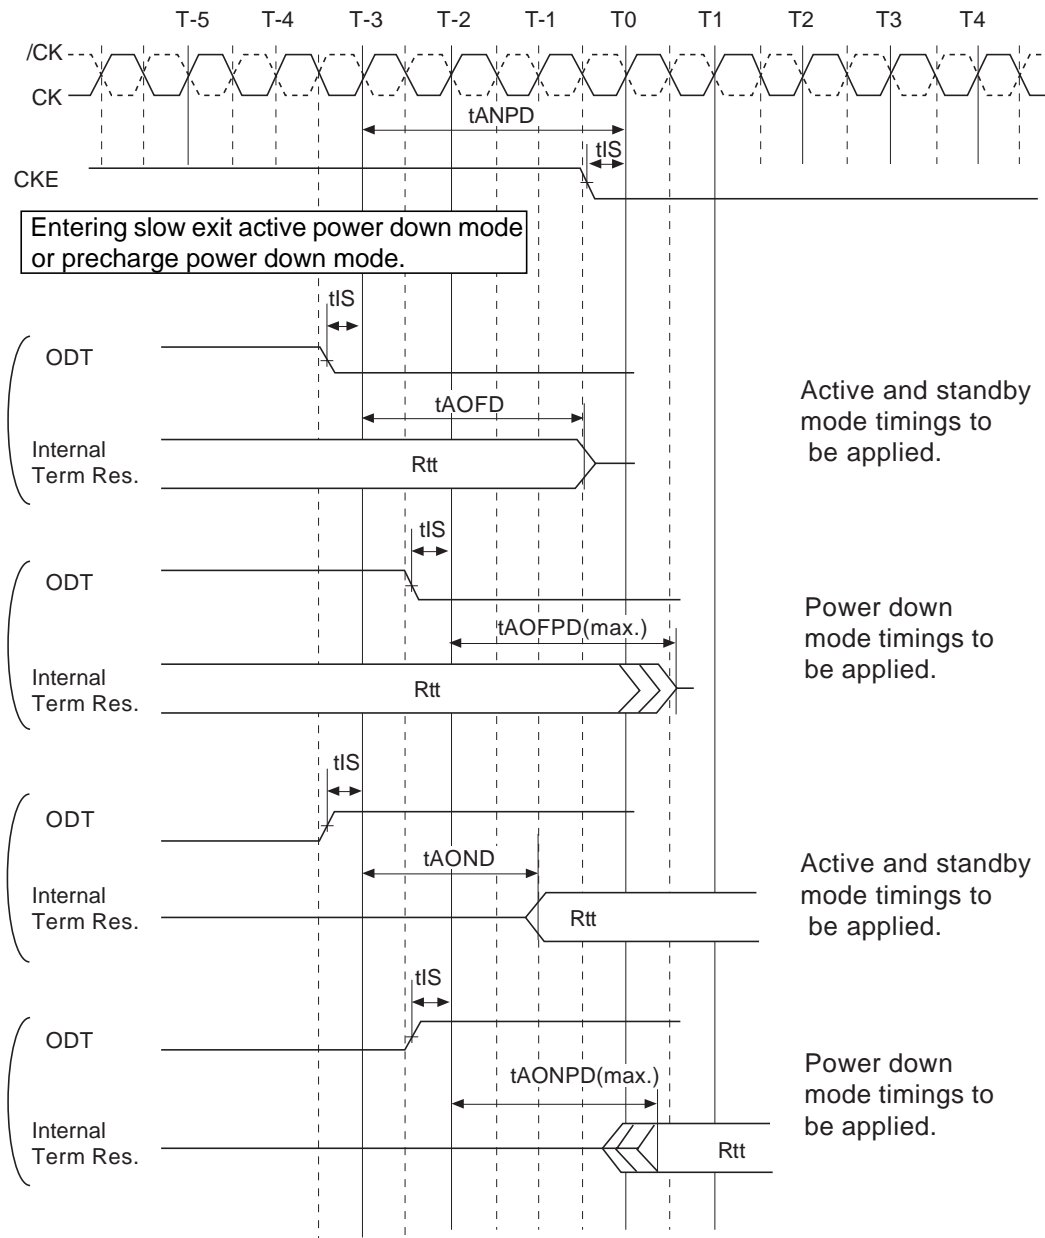 T-5 T-4 T-3 T-2 T-1 T0 T1 T2 T3 T4
/CK
CK
tANPD
tIS
CKE
Entering slow exit active power down mode
or precharge power down mode.
tIS
ODT
tAOFD
Internal
Term Res.
Rtt
Active and standby
mode timings to
be applied.
tIS
ODT
tAOFPD(max.)
Internal
Term Res.
Rtt
Power down
mode timings to
be applied.
tIS
ODT
tAOND
Internal
Term Res.
Rtt
Active and standby
mode timings to
be applied.
tIS
ODT
tAONPD(max.)
Internal
Term Res.
Rtt
Power down
mode timings to
be applied.